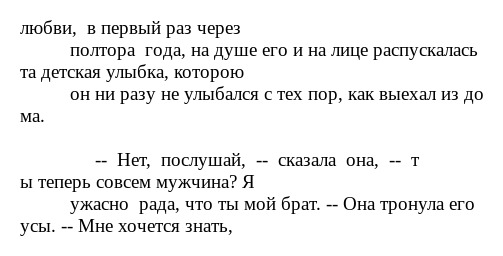 любви,  в первый раз через
полтора  года, на душе его и на лице распускалась
та детская улыбка, которою
он ни разу не улыбался с тех пор, как выехал из до
ма.
--  Нет,  послушай,  --  сказала  она,  --  т
ы теперь совсем мужчина? Я
ужасно  рада, что ты мой брат. -- Она тронула его
усы. -- Мне хочется знать,